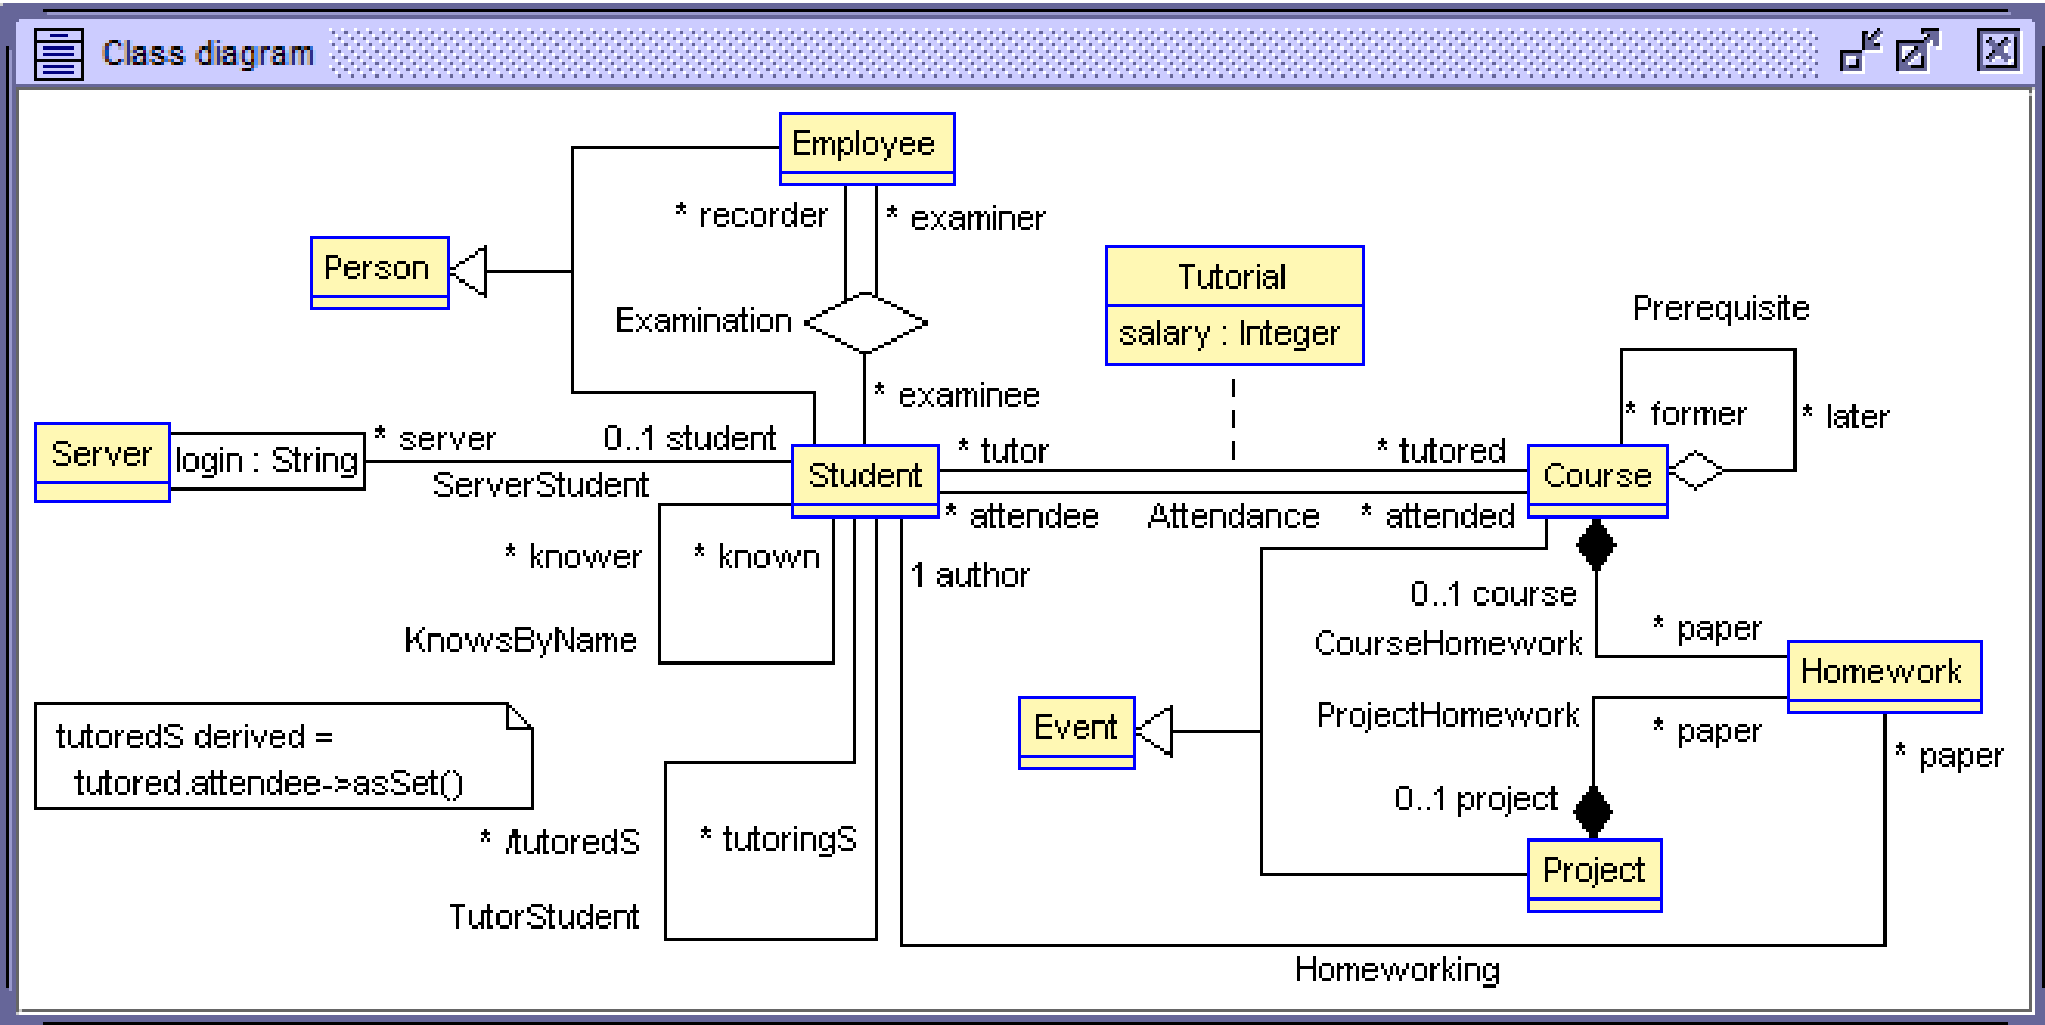 Class diagram
Employee
* recorder
* examiner
Person
Tutorial
salary : Integer
Examination
Prerequisite
* examinee
* former
* later
Server
login : String
* server
0..1 student
ServerStudent
Student
* tutor
* tutored
Course
* attendee
Attendance
* attended
* knower
* known
1 author
0..1 course
KnowsByName
CourseHomework
* paper
Homework
tutoredS derived =
tutored.attendee->asSet()
Event
ProjectHomework
* paper
* paper
0..1 project
* /tutoredS
* tutoringS
Project
TutorStudent
Homeworking